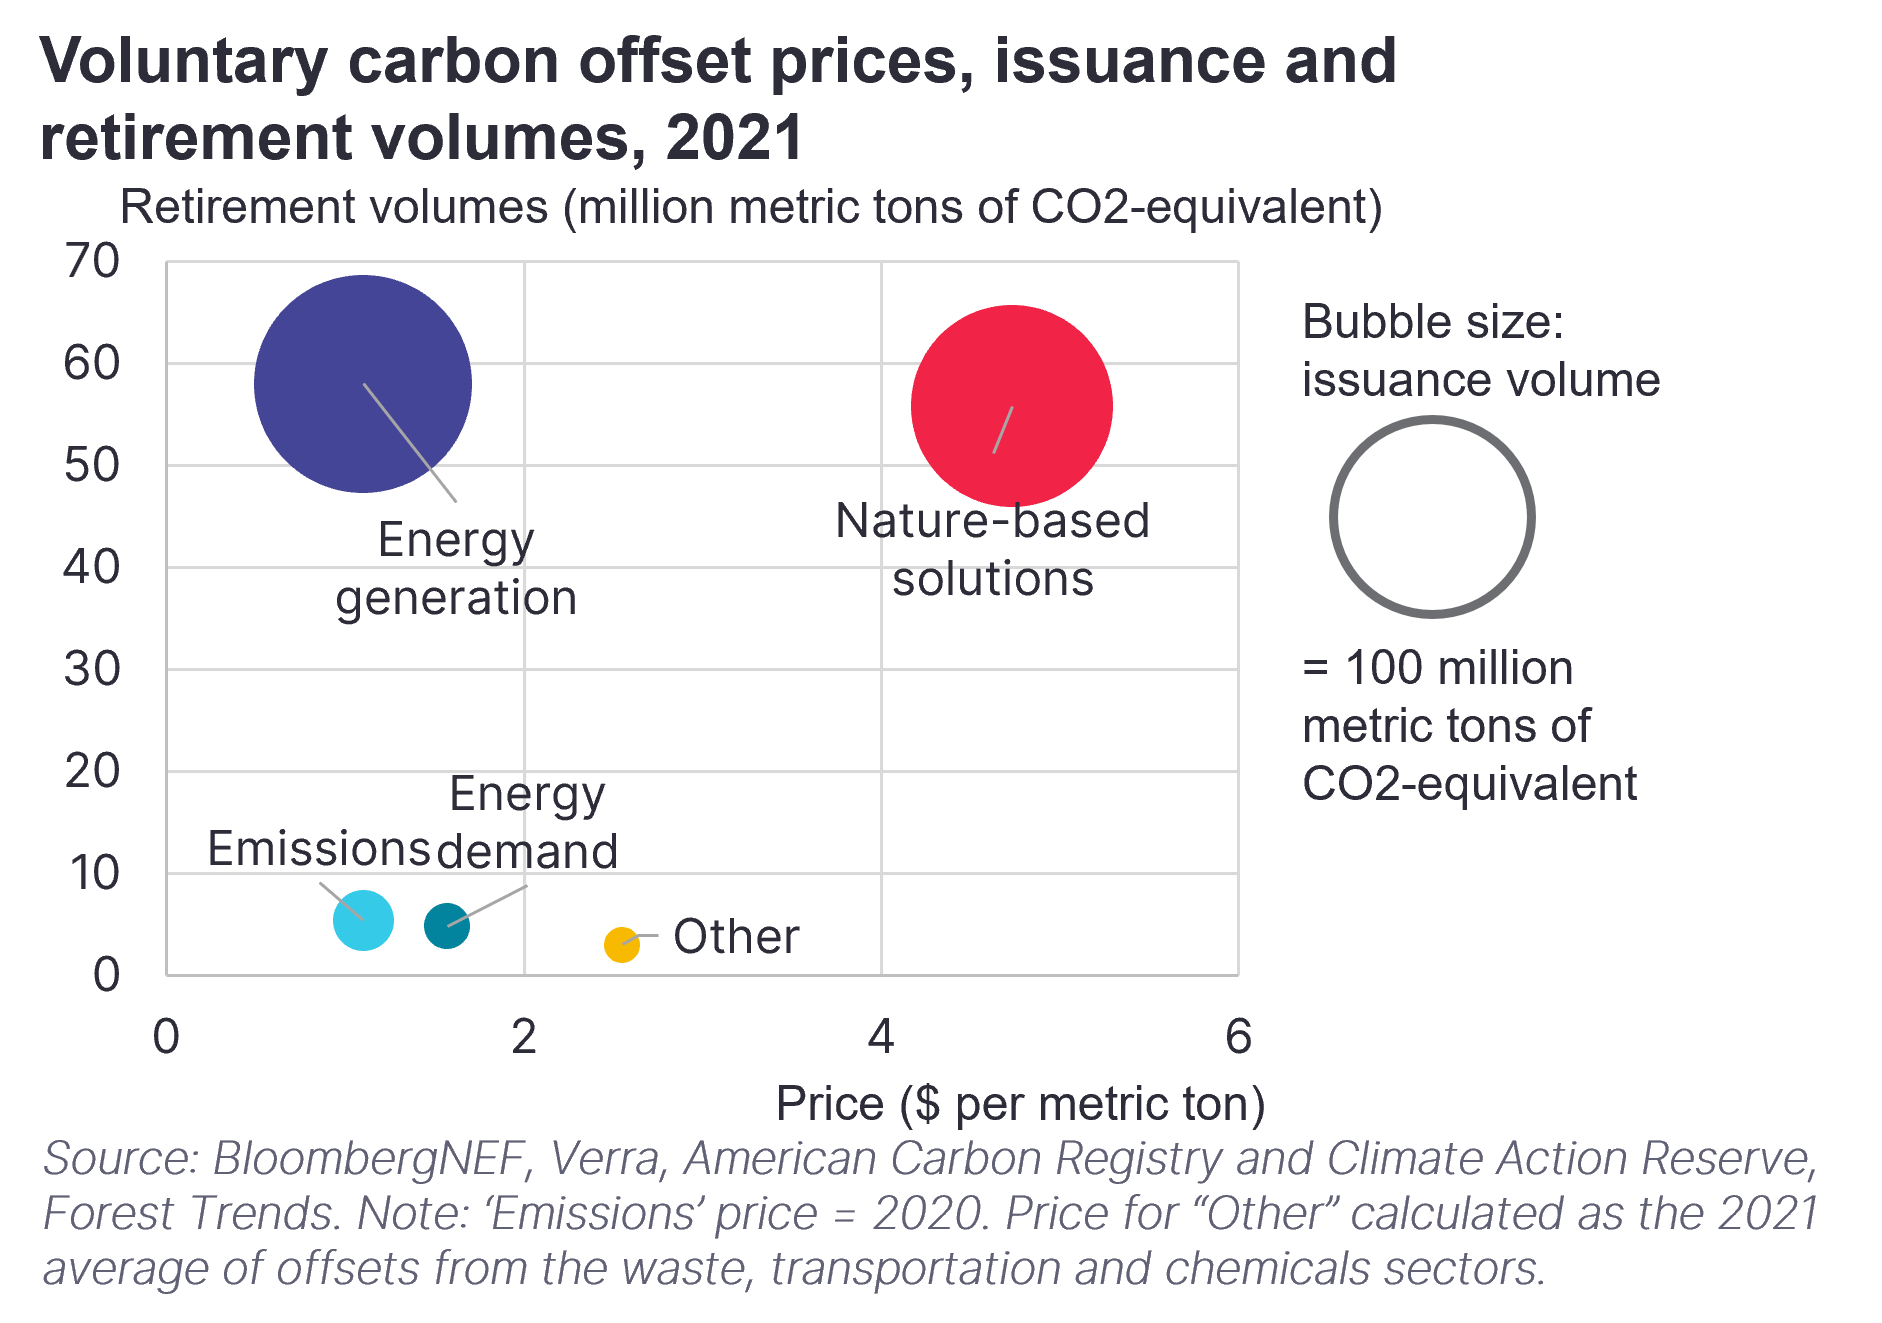 Voluntary carbon offset prices, issuance and
retirement volumes, 2021
Retirement volumes (million metric tons of CO2-equivalent)
70
60
50
40
30
20
10
0
Energy
generation
Nature-based
solutions
Energy
demand
Emissions
Other
0
2
4
6
Price ($ per metric ton)
Bubble size:
issuance volume
= 100 million
metric tons of
CO2-equivalent
Source: BloombergNEF, Verra, American Carbon Registry and Climate Action Reserve,
Forest Trends. Note: ‘Emissions’ price = 2020. Price for “Other” calculated as the 2021
average of offsets from the waste, transportation and chemicals sectors.